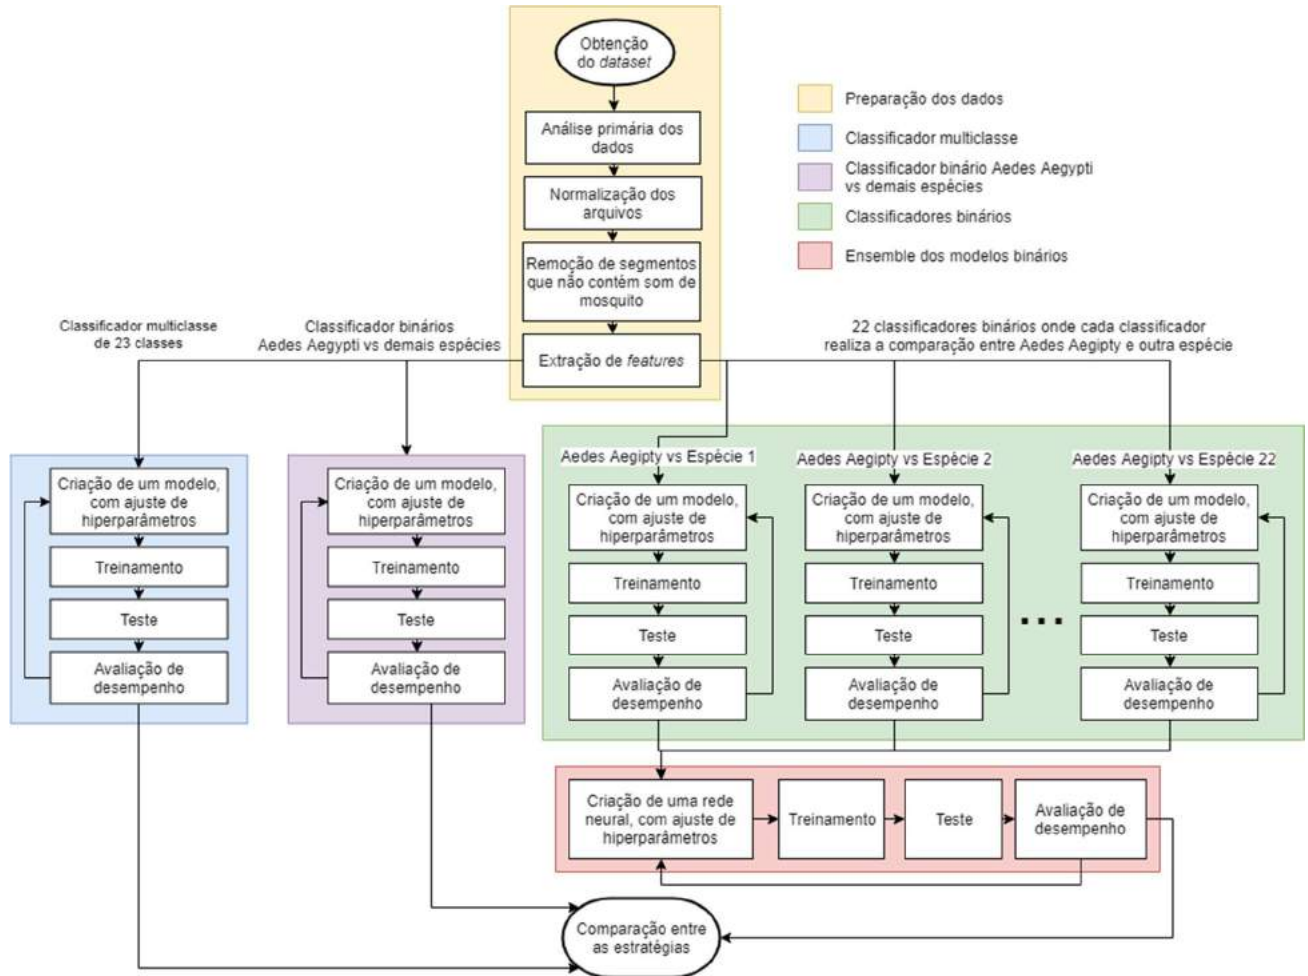 Obtenção
do dataset
Análise primária dos
dados
Normalização dos
arquivos
Remoção de segmentos
que não contém som de
mosquito
Extração de features
Preparação dos dados
Classificador multiclasse
Classificador binário Aedes Aegypti
vs demais espécies
Classificadores binários
Ensemble dos modelos binários
Classificador multiclasse
de 23 classes
Classificador binários
Aedes Aegypti vs demais espécies
22 classificadores binários onde cada classificador
realiza a comparação entre Aedes Aegipty e outra espécie
Criação de um modelo,
com ajuste de
hiperparâmetros
Treinamento
Teste
Avaliação de
desempenho
Criação de um modelo,
com ajuste de
hiperparâmetros
Treinamento
Teste
Avaliação de
desempenho
Aedes Aegipty vs Espécie 1
Criação de um modelo,
com ajuste de
hiperparâmetros
Treinamento
Teste
Avaliação de
desempenho
Aedes Aegipty vs Espécie 2
Criação de um modelo,
com ajuste de
hiperparâmetros
Treinamento
Teste
Avaliação de
desempenho
...
Aedes Aegipty vs Espécie 22
Criação de um modelo,
com ajuste de
hiperparâmetros
Treinamento
Teste
Avaliação de
desempenho
Criação de uma rede
neural, com ajuste de
hiperparâmetros
Treinamento
Teste
Avaliação de
desempenho
Comparação entre
as estratégias